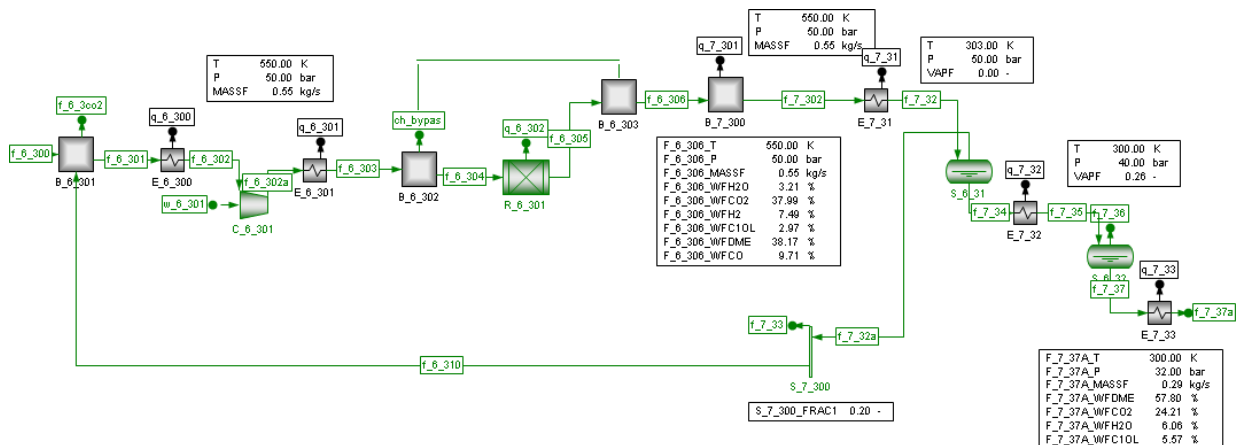 T 550.00 K
P 50.00 bar
MASSF 0.55 kg/s
T 550.00 K
P 50.00 bar
MASSF 0.55 kg/s
T 303.00 K
P 50.00 bar
VAPF 0.00 -
T 300.00 K
P 40.00 bar
VAPF 0.26 -
f_6_3co2
q_6_300
q_6_301
ch_bypas
q_6_302
q_7_301
q_7_31
f_6_300
B_6_301
f_6_301
E_6_300
f_6_302
f_6_302a
w_6_301
C_6_301
E_6_301
f_6_303
B_6_302
f_6_304
R_6_301
f_6_305
B_6_303
f_6_306
B_7_300
f_7_302
E_7_31
f_7_32
S_6_31
f_7_34
q_7_32
E_7_32
f_7_35
f_7_36
S_6_32
f_7_37
q_7_33
E_7_33
f_7_37a
F_6_306_T 550.00 K
F_6_306_P 50.00 bar
F_6_306_MASSF 0.55 kg/s
F_6_306_WFH2O 3.21 %
F_6_306_WFCO2 37.99 %
F_6_306_WFH2 7.49 %
F_6_306_WFC1OL 2.97 %
F_6_306_WFDME 38.17 %
F_6_306_WFCO 9.71 %
f_7_33
f_7_32a
f_6_310
S_7_300
S_7_300_FRAC1 0.20 -
F_7_37A_T 300.00 K
F_7_37A_P 32.00 bar
F_7_37A_MASSF 0.29 kg/s
F_7_37A_WFDME 57.80 %
F_7_37A_WFCO2 24.21 %
F_7_37A_WFH2O 6.06 %
F_7_37A_WFC1OL 5.57 %